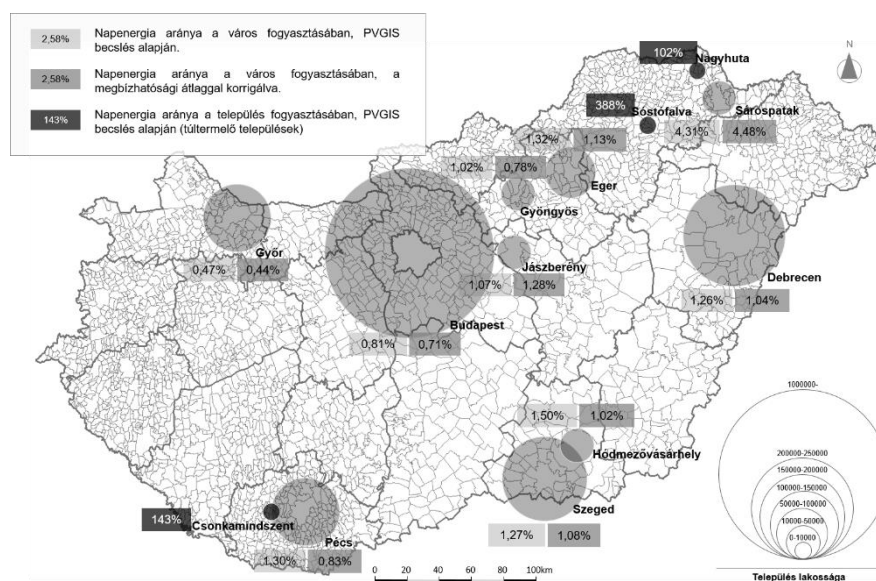 2,58% Napenergia aránya a város fogyasztásában, PVGIS
becslés alapján.
2,58% Napenergia aránya a város fogyasztásában, a
megbízhatósági átlaggal korrigálva.
143% Napenergia aránya a település fogyasztásában, PVGIS
becslés alapján (túltermelő települések)
N
102%
Nagyhuta
388%
Sóstófalva
Sárospatak
4,31% 4,48%
1,32% 1,13%
Eger
1,02% 0,78%
Gyöngyös
Győr
0,47% 0,44%
Jászberény
1,07% 1,28%
Debrecen
1,26% 1,04%
Budapest
0,81% 0,71%
1,50% 1,02%
Hódmezővásárhely
Szeged
1,27% 1,08%
143%
Csonkamindszent
Pécs
1,30% 0,83%
0 20 40 60 80 100km
1000000-
200000-250000
150000-200000
100000-150000
50000-100000
10000-50000
0-10000
Település lakossága